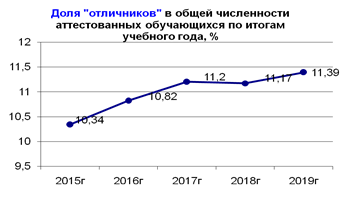 Доля "отличников" в общей численности
аттестованных обучающихся по итогам
учебного года, %
12
11,5
11
10,5
10
9,5
10,34
10,82
11,2
11,17
11,39
2015г 2016г 2017г 2018г 2019г